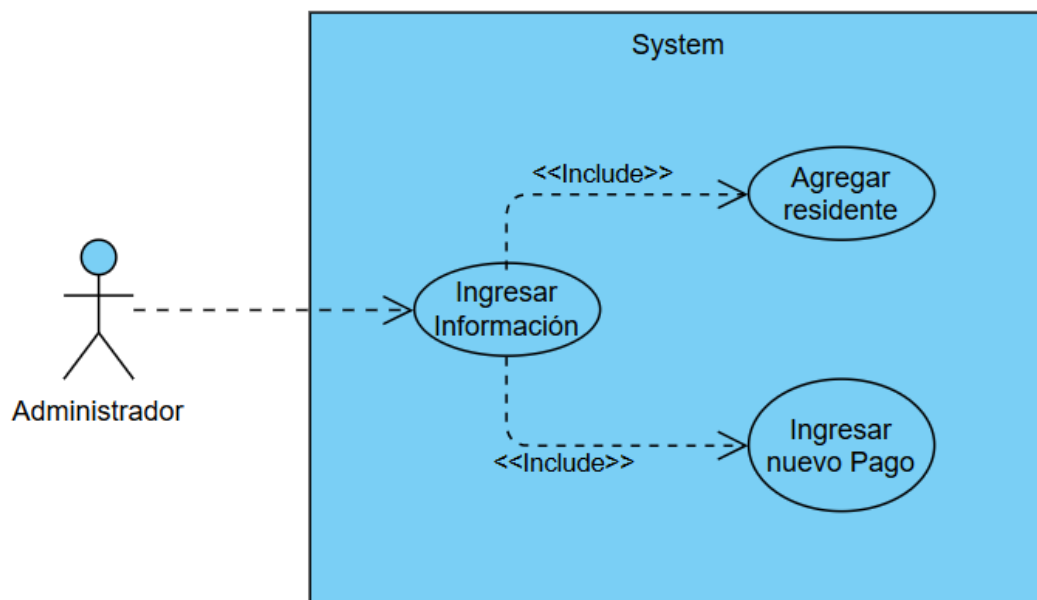 System
<<Include>>
Agregar
residente
Ingresar
Información
Administrador
Ingresar
nuevo Pago
<<Include>>